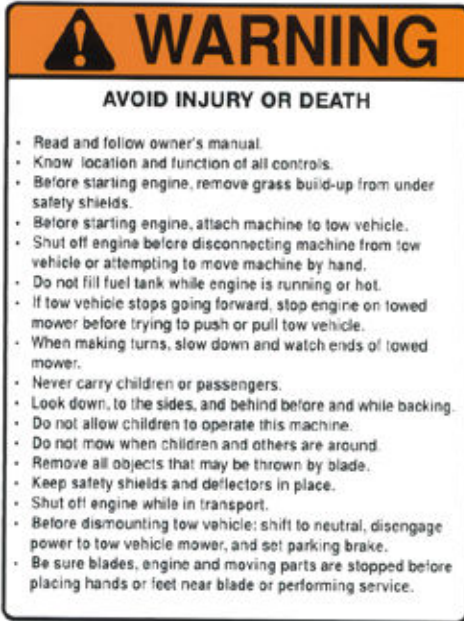 WARNING
AVOID INJURY OR DEATH
• Read and follow owner's manual.
• Know location and function of all controls.
• Before starting engine, remove grass build-up from under
safety shields.
• Before starting engine, attach machine to tow vehicle.
• Shut off engine before disconnecting machine from tow
vehicle or attempting to move machine by hand.
• Do not fill fuel tank while engine is running or hot.
• If tow vehicle stops going forward, stop engine on towed
mower before trying to push or pull tow vehicle.
• When making turns, slow down and watch ends of towed
mower.
• Never carry children or passengers.
• Look down, to the sides, and behind before and while backing.
• Do not allow children to operate this machine.
• Do not mow when children and others are around.
• Remove all objects that may be thrown by blade.
• Keep safety shields and deflectors in place.
• Shut off engine while in transport.
• Before dismounting tow vehicle: shift to neutral, disengage
power to tow vehicle mower, and set parking brake.
• Be sure blades, engine and moving parts are stopped before
placing hands or feet near blade or performing service.